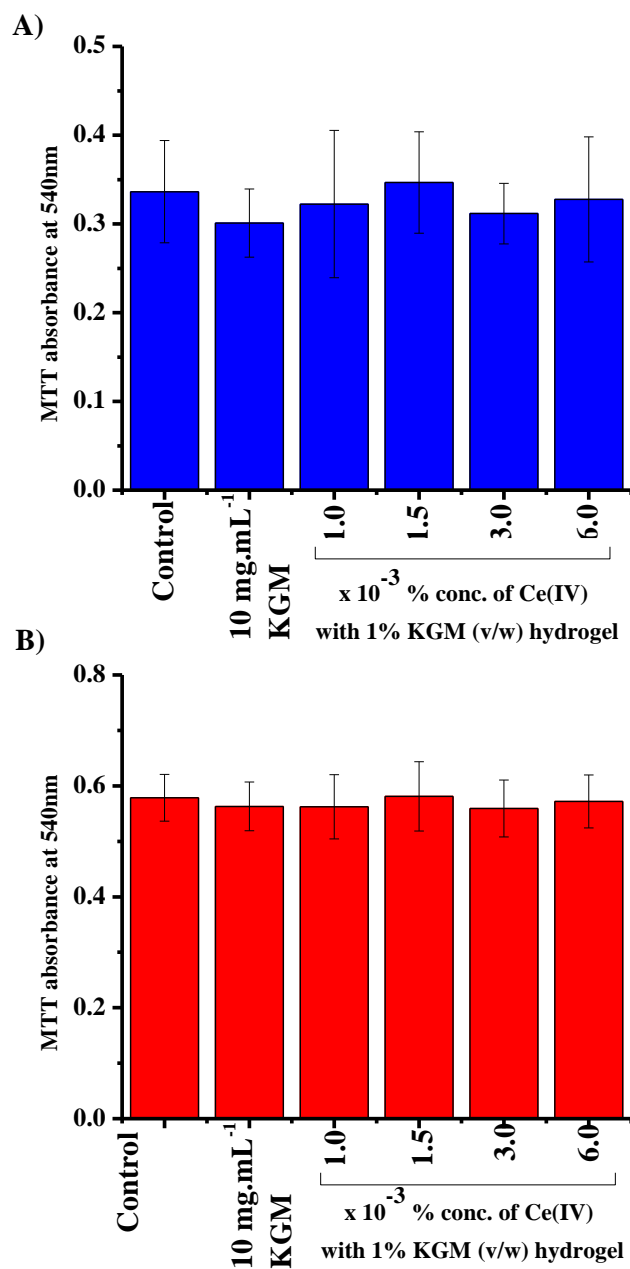 A)
0.5
0.4
0.3
0.2
0.1
0.0
MTT absorbance at 540nm
Control
10 mg.mL-1
KGM
1.0
1.5
3.0
6.0
x 10-3 % conc. of Ce(IV)
with 1% KGM (v/w) hydrogel
B)
0.8
0.6
0.4
0.2
0.0
MTT absorbance at 540nm
Control
10 mg.mL-1
KGM
1.0
1.5
3.0
6.0
x 10-3 % conc. of Ce(IV)
with 1% KGM (v/w) hydrogel